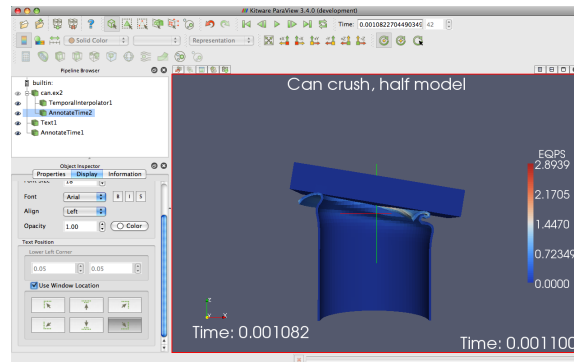 Kitware ParaView 3.4.0 (development)
Time: 0.0010822704490349 42
Solid Color
Representation
Pipeline Browser
builtin:
can.ex2
TemporalInterpolator1
AnnotateTime2
Text1
AnnotateTime1
Object Inspector
Properties Display Information
Font Size 18
Font Arial B I S
Align Left
Opacity 1.00 Color
Text Position
Lower Left Corner
0.05 0.05
Use Window Location
Can crush, half model
EQPS
2.8939
2.1705
1.4470
0.72349
0.0000
Time: 0.001082
Time: 0.001100